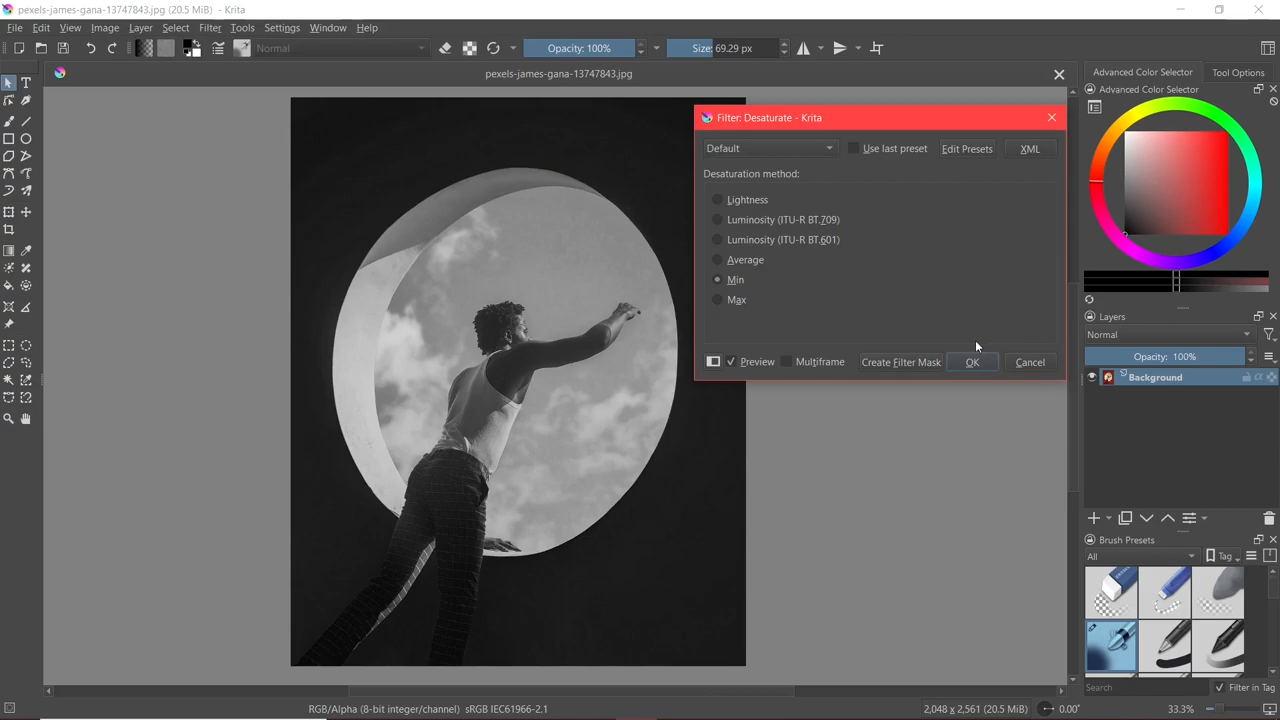 pexels-james-gana-13747843.jpg (20.5 MiB) - Krita
File Edit View Image Layer Select Filter Tools Settings Window Help
Normal Opacity: 100% Size: 69.29 px
pexels-james-gana-13747843.jpg
Advanced Color Selector Tool Options
Advanced Color Selector
Filter: Desaturate - Krita
Default Use last preset Edit Presets XML
Desaturation method:
Lightness
Luminosity (ITU-R BT.709)
Luminosity (ITU-R BT.601)
Average
Min
Max
Preview Multiframe Create Filter Mask OK Cancel
Layers
Normal
Opacity: 100%
Background
Brush Presets
All Tag
Search Filter in Tag
RGB/Alpha (8-bit integer/channel) sRGB IEC61966-2.1 2,048 x 2,561 (20.5 MiB) 0.00° 33.3%